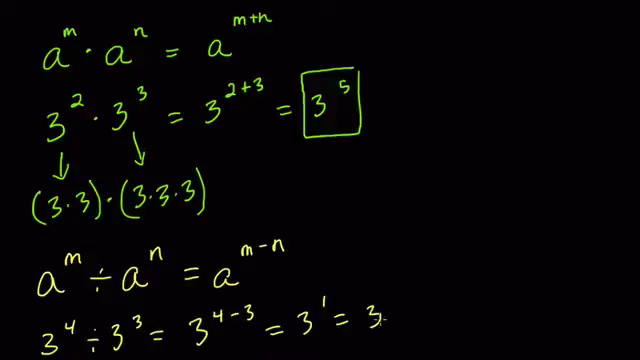 a^m · a^n = a^{m+n}
3^2 · 3^3 = 3^{2+3} = 3^5
(3·3)·(3·3·3)
a^m ÷ a^n = a^{m-n}
3^4 ÷ 3^3 = 3^{4-3} = 3^1 = 3